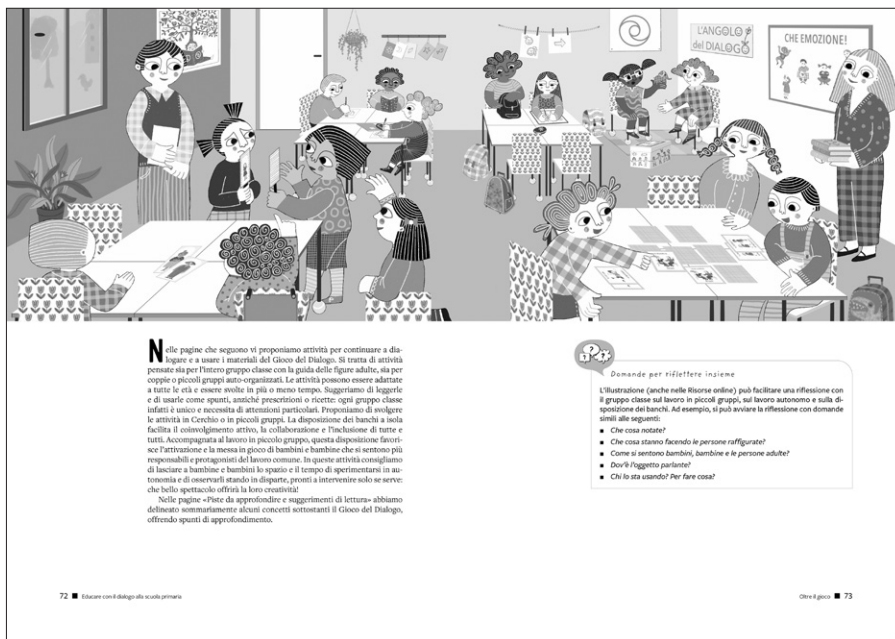 L'ANGOLO
del DIALOGO
CHE EMOZIONE!
Nelle pagine che seguono vi proponiamo attività per continuare a dia-
logare e a usare i materiali del Gioco del Dialogo. Si tratta di attività
pensate sia per l'intero gruppo classe con la guida delle figure adulte, sia per
coppie o piccoli gruppi auto-organizzati. Le attività possono essere adattate
a tutte le età e essere svolte in più o meno tempo. Suggeriamo di leggerle
e di usarle come spunti, anziché prescrizioni o ricette: ogni gruppo classe
infatti è unico e necessita di attenzioni particolari. Proponiamo di svolgere
le attività in Cerchio o in piccoli gruppi. La disposizione dei banchi a isola
facilita il coinvolgimento attivo, la collaborazione e l'inclusione di tutte e
tutti. Accompagnata al lavoro in piccolo gruppo, questa disposizione favori-
sce l'attivazione e la messa in gioco di bambini e bambine che si sentono più
responsabili e protagonisti del lavoro comune. In queste attività consigliamo
di lasciare a bambine e bambini lo spazio e il tempo di sperimentarsi in au-
tonomia e di osservarli stando in disparte, pronti a intervenire solo se serve:
che bello spettacolo offrirà la loro creatività!
Nelle pagine «Piste da approfondire e suggerimenti di lettura» abbiamo
delineato sommariamente alcuni concetti sottostanti il Gioco del Dialogo,
offrendo spunti di approfondimento.
72 ■ Educare con il dialogo alla scuola primaria
? ? ?
Domande per riflettere insieme
L'illustrazione (anche nelle Risorse online) può facilitare una riflessione con
il gruppo classe sul lavoro in piccoli gruppi, sul lavoro autonomo e sulla di-
sposizione dei banchi. Ad esempio, si può avviare la riflessione con domande
simili alle seguenti:
■ Che cosa notate?
■ Che cosa stanno facendo le persone raffigurate?
■ Come si sentono bambini, bambine e le persone adulte?
■ Dov'è l'oggetto parlante?
■ Chi lo sta usando? Per fare cosa?
Oltre il gioco ■ 73